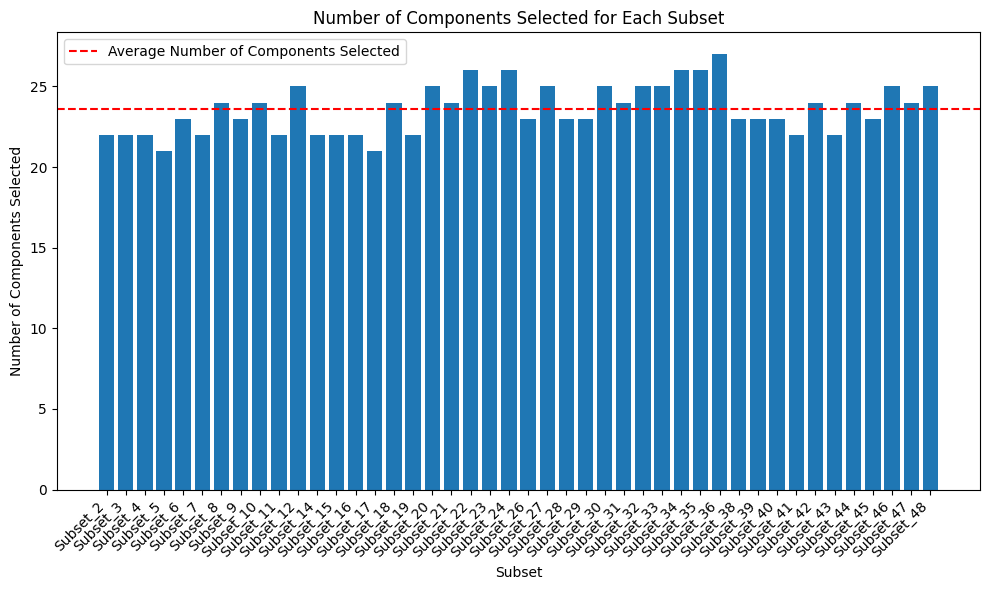 Number of Components Selected for Each Subset
Average Number of Components Selected
Number of Components Selected
25
20
15
10
5
0
Subset_2
Subset_3
Subset_4
Subset_5
Subset_6
Subset_7
Subset_8
Subset_9
Subset_10
Subset_11
Subset_12
Subset_14
Subset_15
Subset_16
Subset_17
Subset_18
Subset_19
Subset_20
Subset_21
Subset_22
Subset_23
Subset_24
Subset_26
Subset_27
Subset_28
Subset_29
Subset_30
Subset_31
Subset_32
Subset_33
Subset_34
Subset_35
Subset_36
Subset_38
Subset_39
Subset_40
Subset_41
Subset_42
Subset_43
Subset_44
Subset_45
Subset_46
Subset_47
Subset_48
Subset